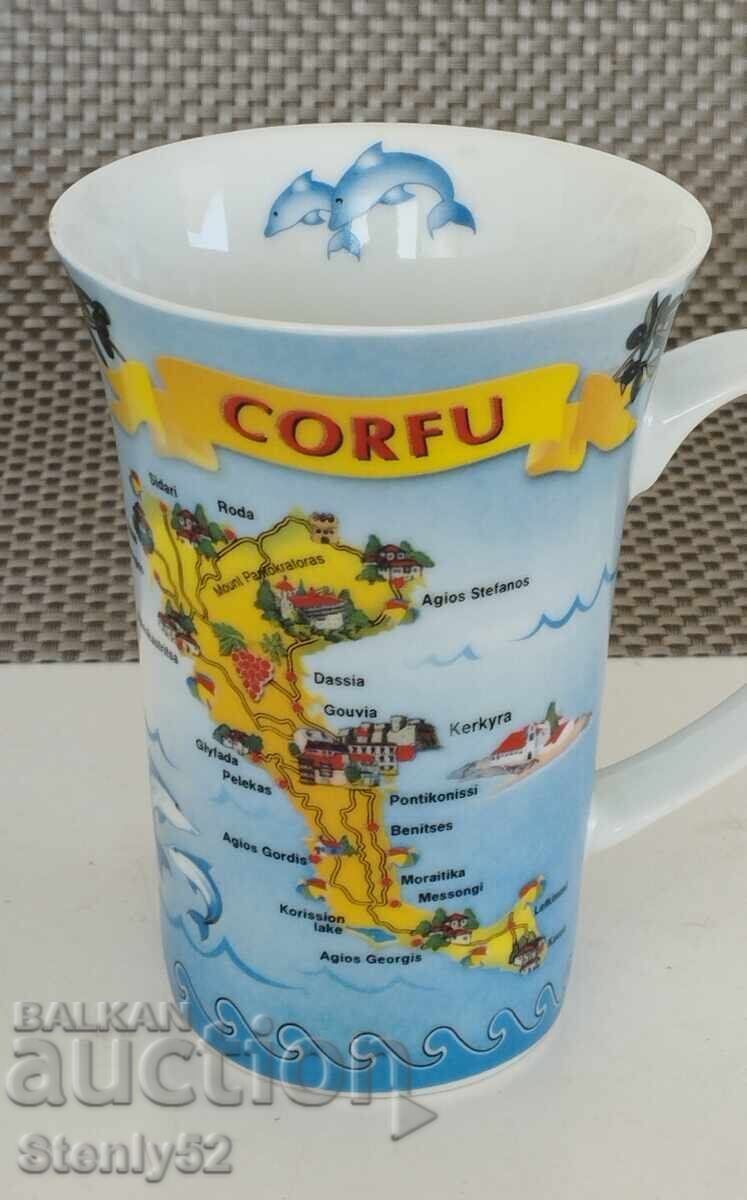 CORFU
Sidari
Roda
Mouni Pantokratoras
Agios Stefanos
Dassia
Gouvia
Kerkyra
Glyfada
Pelekas
Pontikonissi
Benitses
Agios Gordis
Moraitika
Messongi
Korission
lake
Agios Georgis
BALKAN
auction
Stenly52